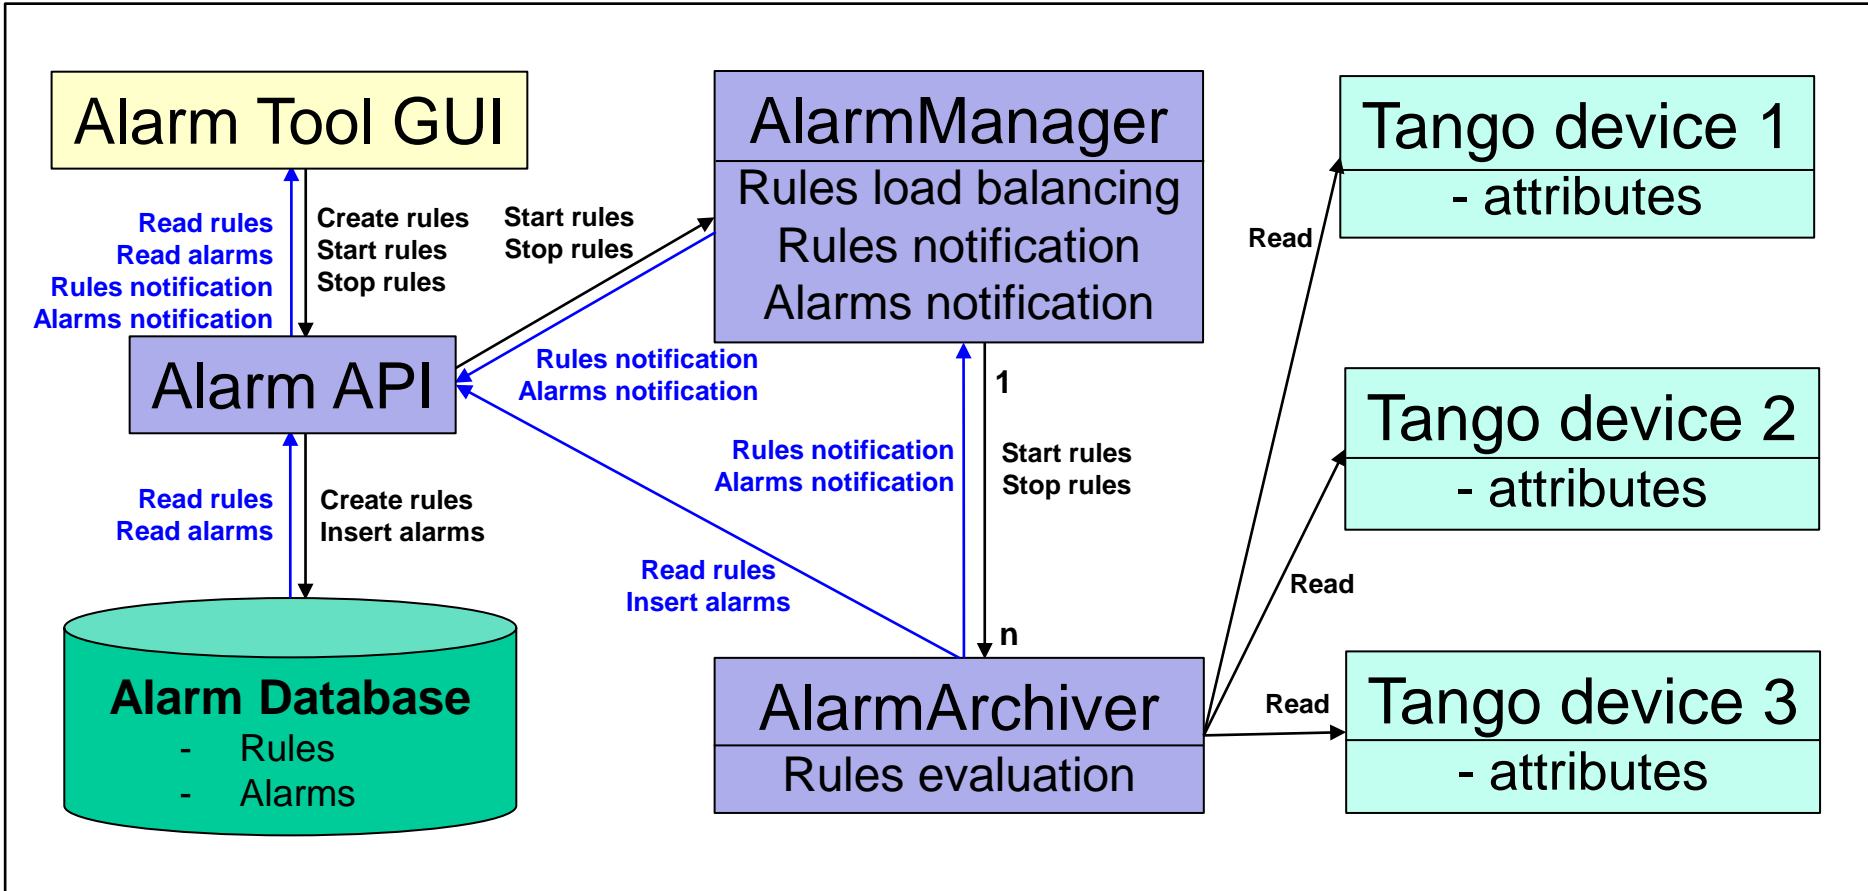 Alarm Tool GUI
Read rules
Read alarms
Rules notification
Alarms notification
Create rules
Start rules
Stop rules
Alarm API
Read rules
Read alarms
Create rules
Insert alarms
Alarm Database
- Rules
- Alarms
Start rules
Stop rules
Rules notification
Alarms notification
AlarmManager
Rules load balancing
Rules notification
Alarms notification
1
Rules notification
Alarms notification
Start rules
Stop rules
n
Read rules
Insert alarms
AlarmArchiver
Rules evaluation
Read
Read
Read
Tango device 1
- attributes
Tango device 2
- attributes
Tango device 3
- attributes